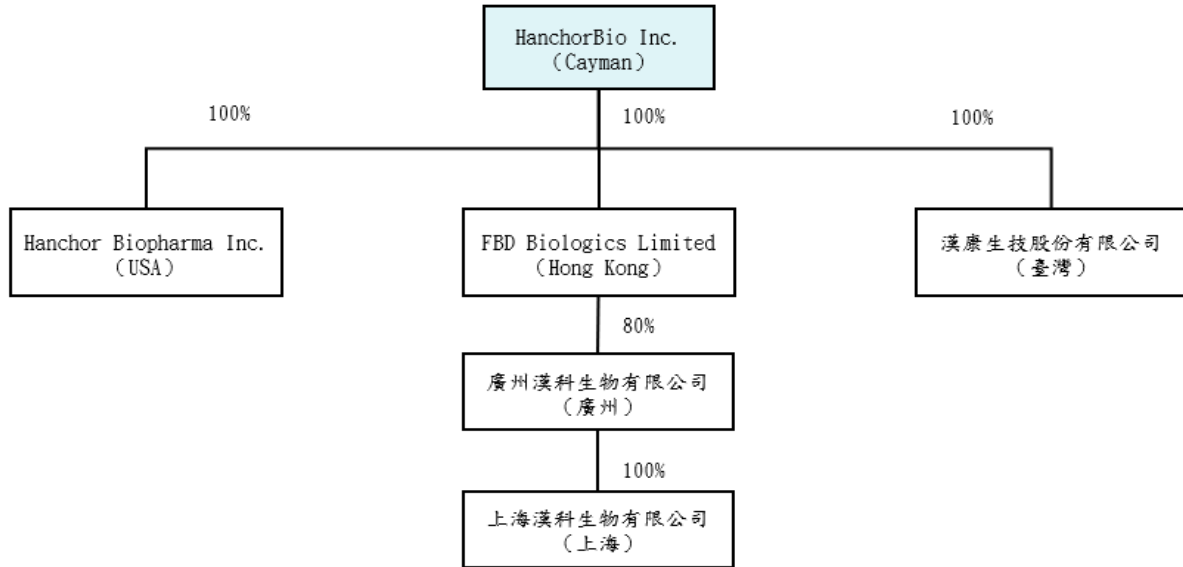 HanchorBio Inc.
（Cayman）
100%
100%
100%
Hanchor Biopharma Inc.
（USA）
FBD Biologics Limited
（Hong Kong）
漢康生技股份有限公司
（臺灣）
80%
廣州漢科生物有限公司
（廣州）
100%
上海漢科生物有限公司
（上海）